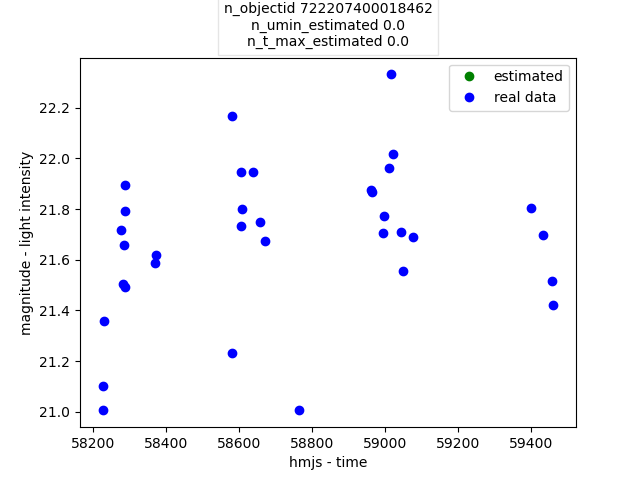 n_objectid 722207400018462
n_umin_estimated 0.0
n_t_max_estimated 0.0
estimated
real data
magnitude - light intensity
22.2
22.0
21.8
21.6
21.4
21.2
21.0
58200 58400 58600 58800 59000 59200 59400
hmjs - time